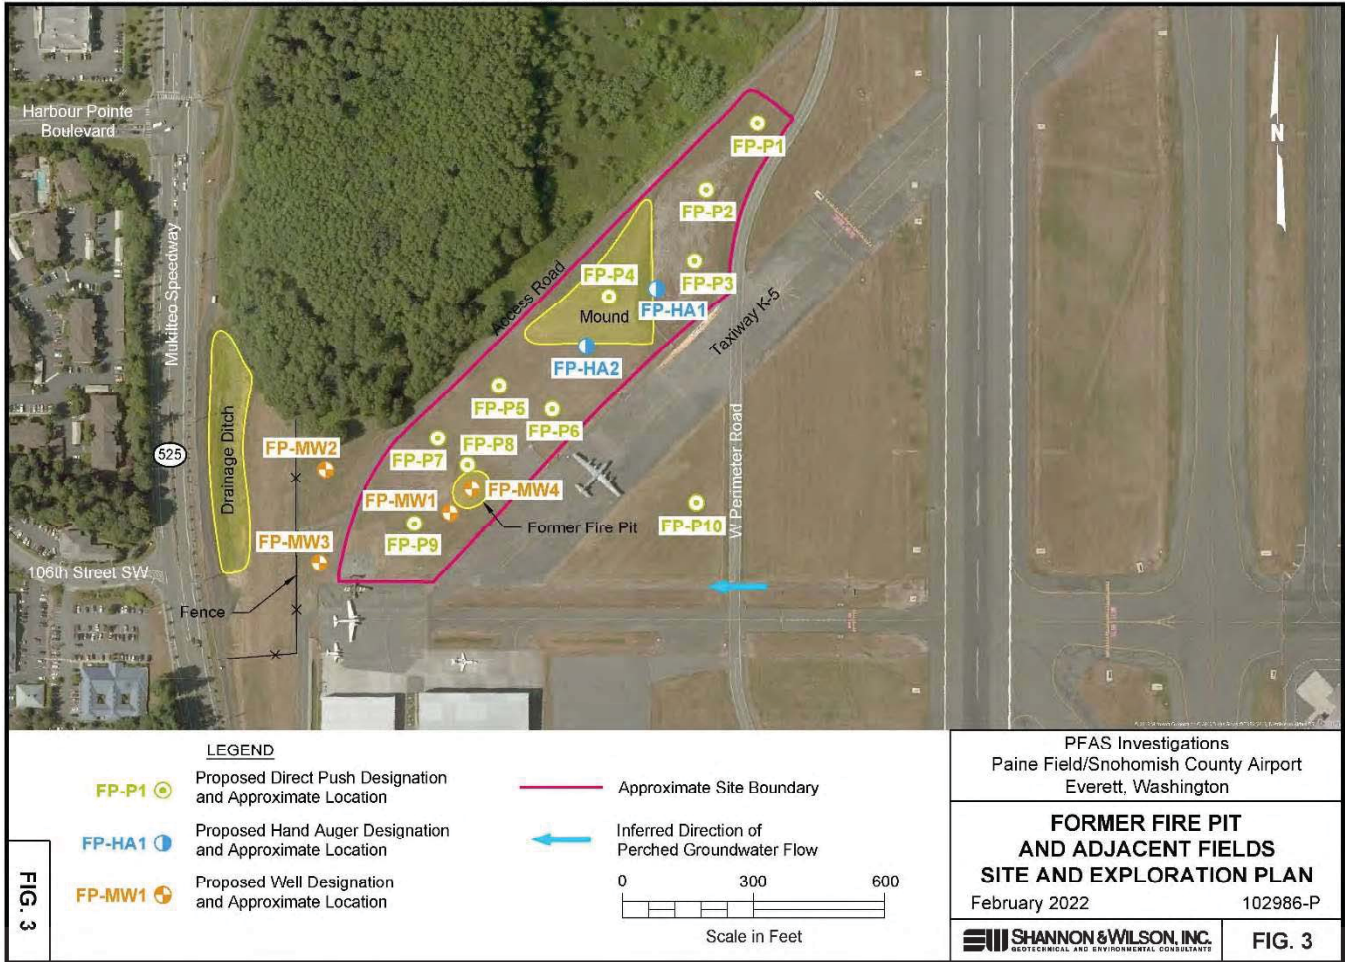 Harbour Pointe
Boulevard
Mukilteo Speedway
525
106th Street SW
Drainage Ditch
Fence
Access Road
Taxiway K-5
W Perimeter Road
N
FP-P1
FP-P2
FP-P3
FP-P4
Mound
FP-HA1
FP-HA2
FP-P5
FP-P6
FP-P7
FP-P8
FP-MW2
FP-MW1
FP-MW4
FP-P9
Former Fire Pit
FP-P10
FP-MW3
LEGEND
FP-P1
Proposed Direct Push Designation
and Approximate Location
FP-HA1
Proposed Hand Auger Designation
and Approximate Location
FP-MW1
Proposed Well Designation
and Approximate Location
Approximate Site Boundary
Inferred Direction of
Perched Groundwater Flow
0 300 600
Scale in Feet
PFAS Investigations
Paine Field/Snohomish County Airport
Everett, Washington
FORMER FIRE PIT
AND ADJACENT FIELDS
SITE AND EXPLORATION PLAN
February 2022 102986-P
SHANNON & WILSON, INC.
GEOTECHNICAL AND ENVIRONMENTAL CONSULTANTS
FIG. 3
FIG. 3